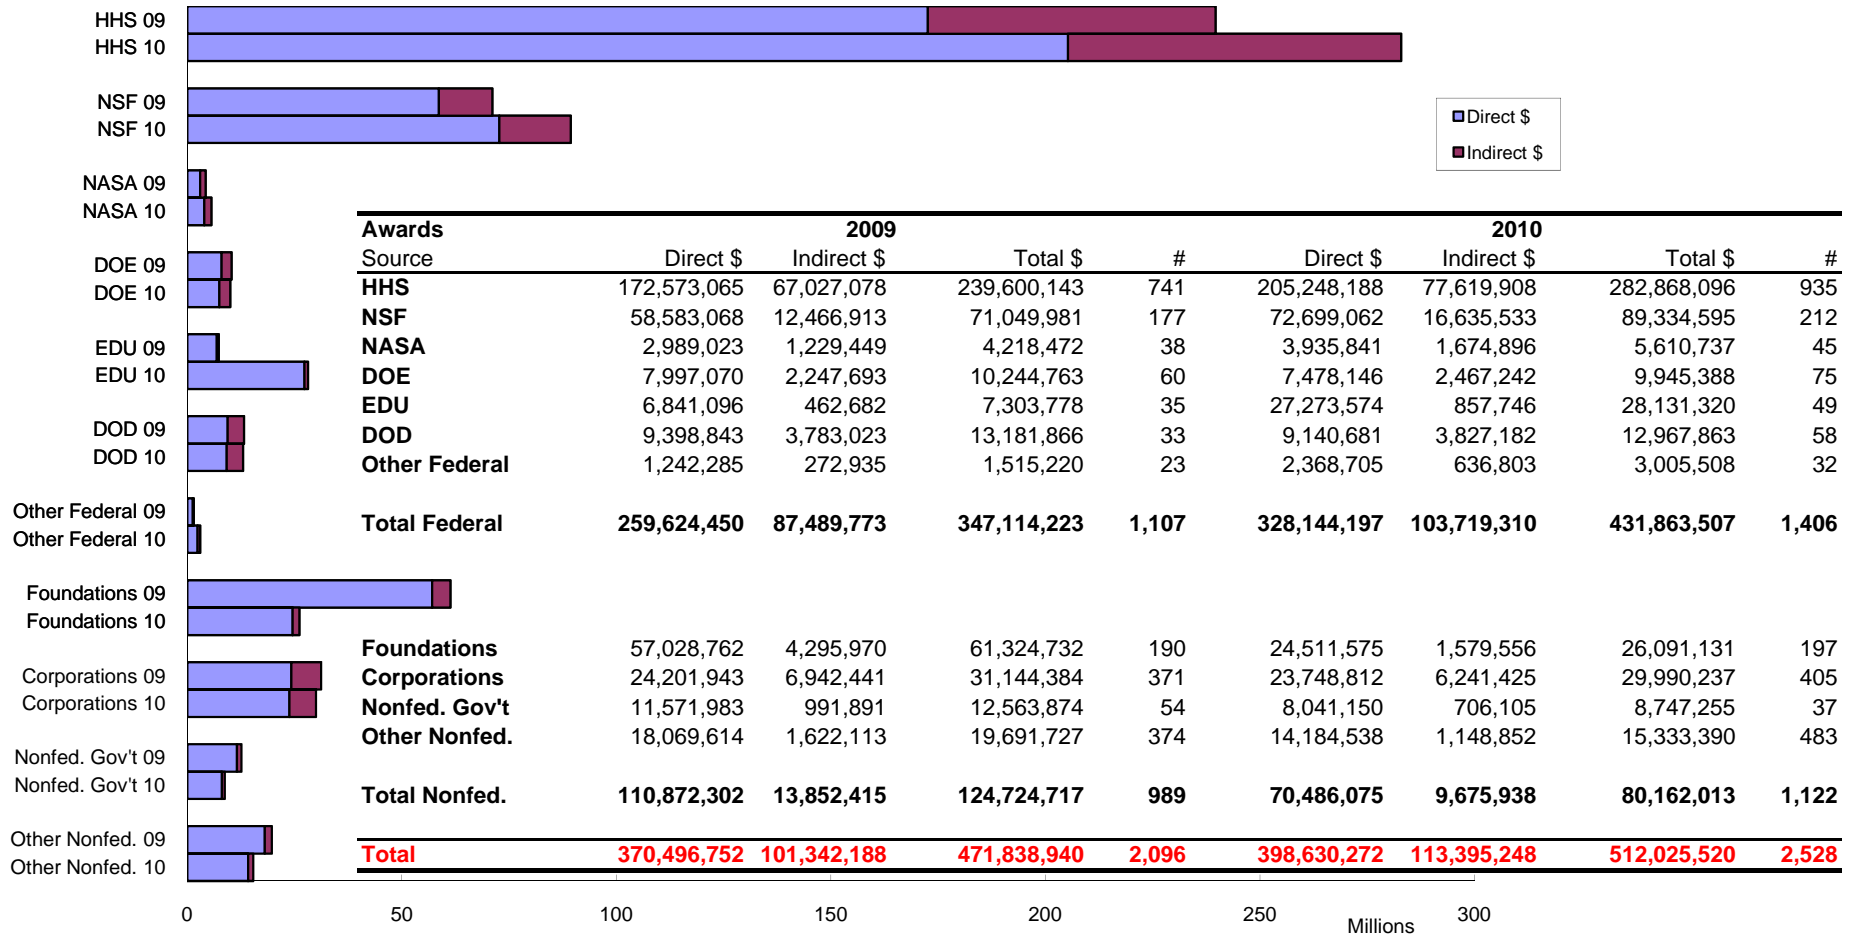 HHS 09
HHS 10
NSF 09
NSF 10
Direct $
Indirect $
NASA 09
NASA 10
DOE 09
DOE 10
EDU 09
EDU 10
DOD 09
DOD 10
Other Federal 09
Other Federal 10
Foundations 09
Foundations 10
Corporations 09
Corporations 10
Nonfed. Gov't 09
Nonfed. Gov't 10
Other Nonfed. 09
Other Nonfed. 10
Awards 2009 2010
Source Direct $ Indirect $ Total $ # Direct $ Indirect $ Total $ #
HHS 172,573,065 67,027,078 239,600,143 741 205,248,188 77,619,908 282,868,096 935
NSF 58,583,068 12,466,913 71,049,981 177 72,699,062 16,635,533 89,334,595 212
NASA 2,989,023 1,229,449 4,218,472 38 3,935,841 1,674,896 5,610,737 45
DOE 7,997,070 2,247,693 10,244,763 60 7,478,146 2,467,242 9,945,388 75
EDU 6,841,096 462,682 7,303,778 35 27,273,574 857,746 28,131,320 49
DOD 9,398,843 3,783,023 13,181,866 33 9,140,681 3,827,182 12,967,863 58
Other Federal 1,242,285 272,935 1,515,220 23 2,368,705 636,803 3,005,508 32
Total Federal 259,624,450 87,489,773 347,114,223 1,107 328,144,197 103,719,310 431,863,507 1,406
Foundations 57,028,762 4,295,970 61,324,732 190 24,511,575 1,579,556 26,091,131 197
Corporations 24,201,943 6,942,441 31,144,384 371 23,748,812 6,241,425 29,990,237 405
Nonfed. Gov't 11,571,983 991,891 12,563,874 54 8,041,150 706,105 8,747,255 37
Other Nonfed. 18,069,614 1,622,113 19,691,727 374 14,184,538 1,148,852 15,333,390 483
Total Nonfed. 110,872,302 13,852,415 124,724,717 989 70,486,075 9,675,938 80,162,013 1,122
Total 370,496,752 101,342,188 471,838,940 2,096 398,630,272 113,395,248 512,025,520 2,528
0 50 100 150 200 250 300
Millions